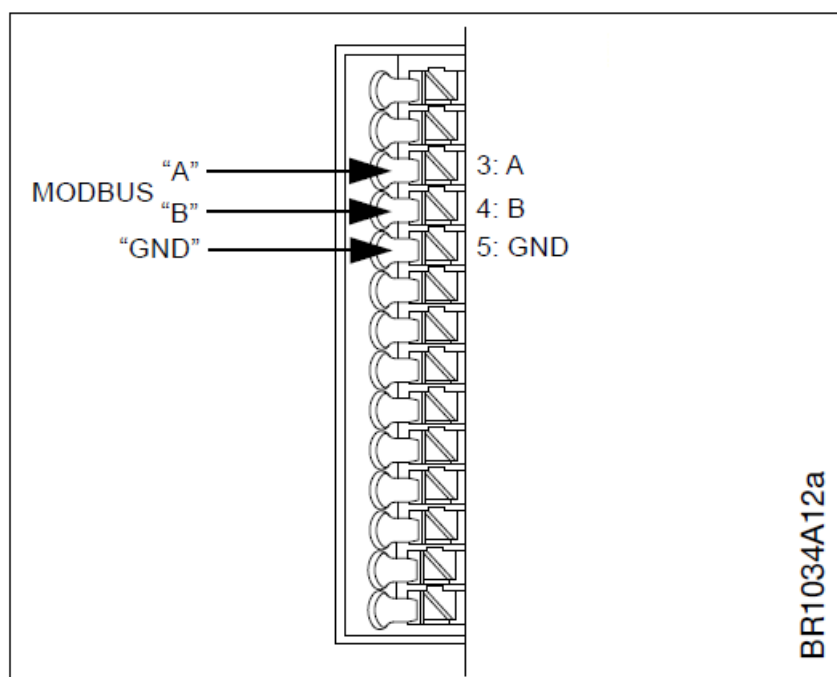 “A” 3: A
MODBUS “B” 4: B
“GND” 5: GND
BR1034A12a